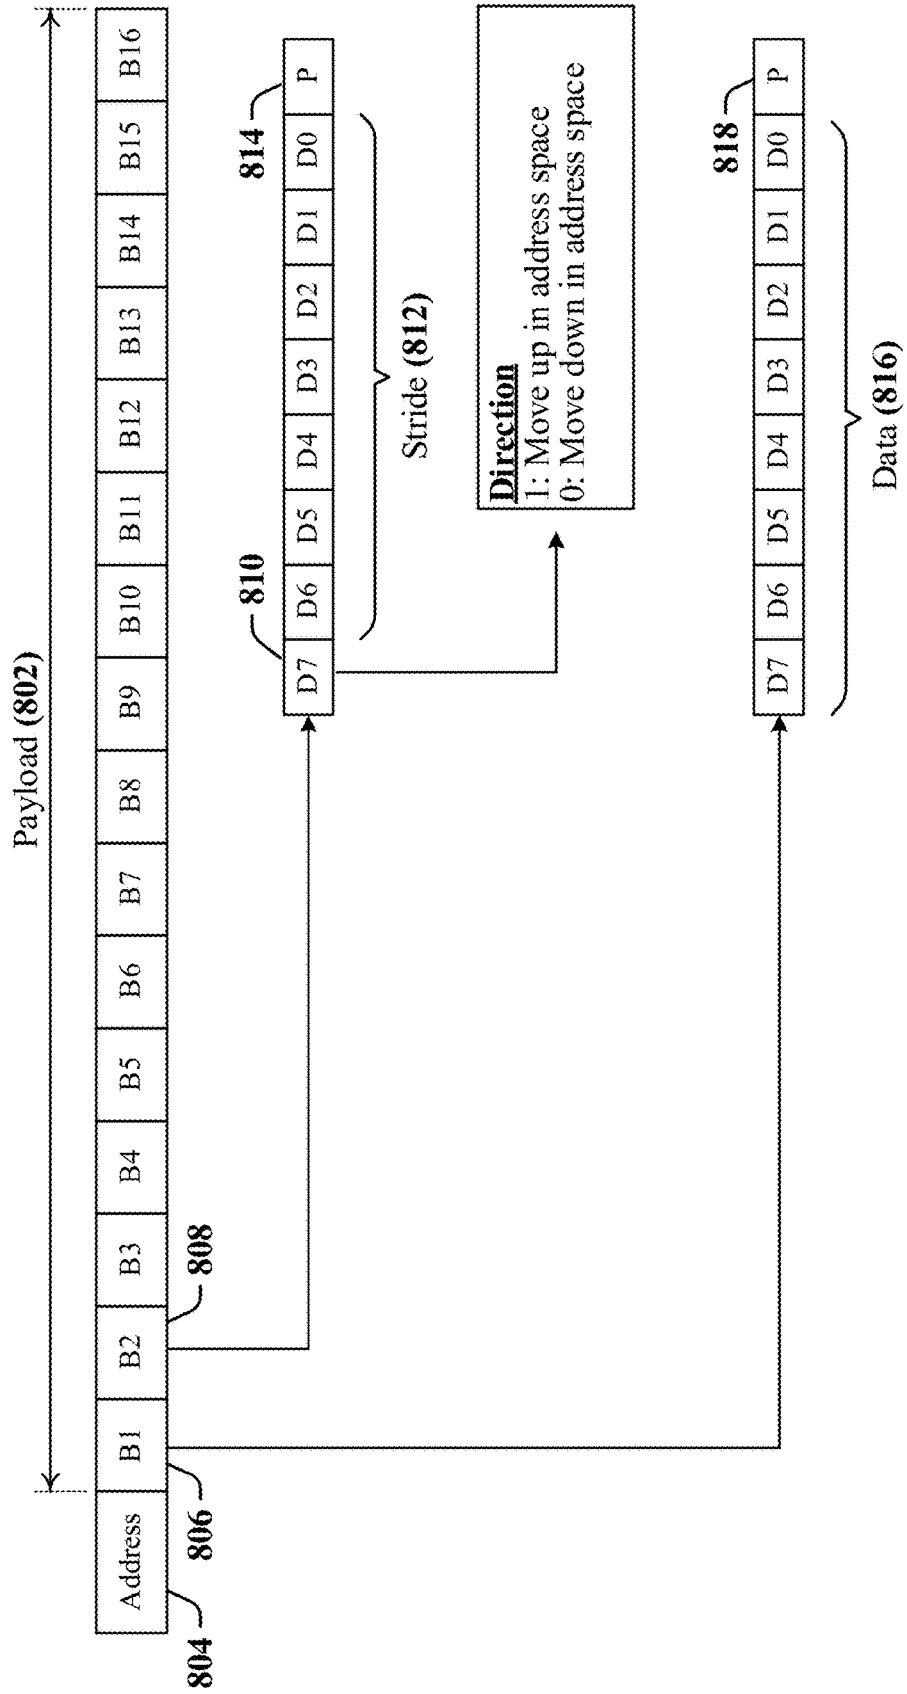 Payload (802)
Address B1 B2 B3 B4 B5 B6 B7 B8 B9 B10 B11 B12 B13 B14 B15 B16
804
806
808
810
814
D7 D6 D5 D4 D3 D2 D1 D0 P
Stride (812)
Direction
1: Move up in address space
0: Move down in address space
818
D7 D6 D5 D4 D3 D2 D1 D0 P
Data (816)